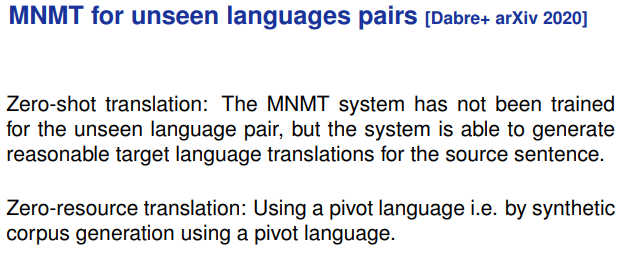 MNMT for unseen languages pairs [Dabre+ arXiv 2020]
Zero-shot translation: The MNMT system has not been trained
for the unseen language pair, but the system is able to generate
reasonable target language translations for the source sentence.
Zero-resource translation: Using a pivot language i.e. by synthetic
corpus generation using a pivot language.